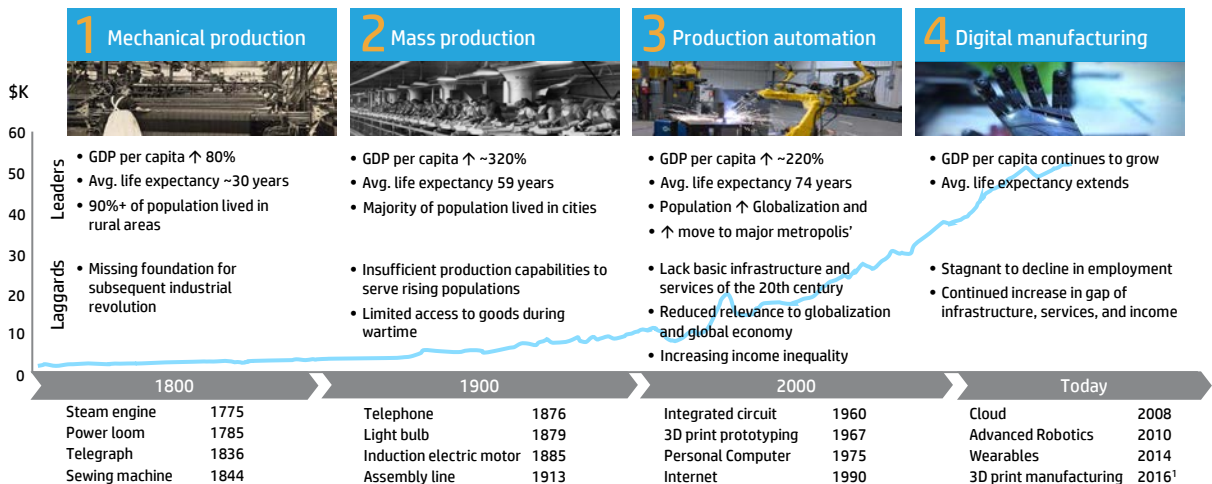 1 Mechanical production
2 Mass production
3 Production automation
4 Digital manufacturing
$K
60
50
40
30
20
10
0
Leaders
• GDP per capita ↑ 80%
• Avg. life expectancy ~30 years
• 90%+ of population lived in
rural areas
• GDP per capita ↑ ~320%
• Avg. life expectancy 59 years
• Majority of population lived in cities
• GDP per capita ↑ ~220%
• Avg. life expectancy 74 years
• Population ↑ Globalization and
• ↑ move to major metropolis’
• GDP per capita continues to grow
• Avg. life expectancy extends
Laggards
• Missing foundation for
subsequent industrial
revolution
• Insufficient production capabilities to
serve rising populations
• Limited access to goods during
wartime
• Lack basic infrastructure and
services of the 20th century
• Reduced relevance to globalization
and global economy
• Increasing income inequality
• Stagnant to decline in employment
• Continued increase in gap of
infrastructure, services, and income
1800
1900
2000
Today
Steam engine 1775
Power loom 1785
Telegraph 1836
Sewing machine 1844
Telephone 1876
Light bulb 1879
Induction electric motor 1885
Assembly line 1913
Integrated circuit 1960
3D print prototyping 1967
Personal Computer 1975
Internet 1990
Cloud 2008
Advanced Robotics 2010
Wearables 2014
3D print manufacturing 2016¹